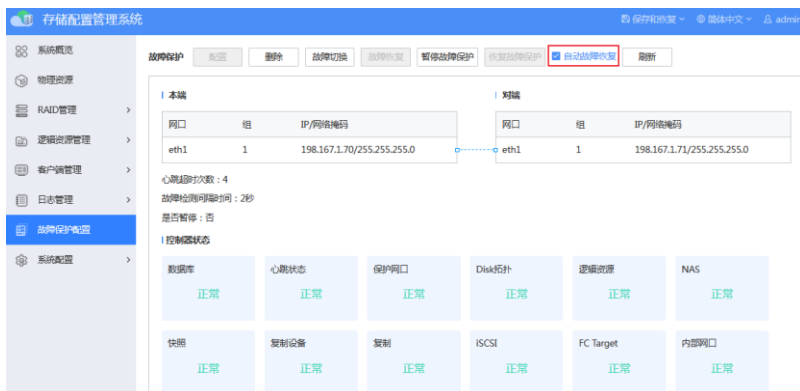 存储配置管理系统
保存和恢复 简体中文 admin
系统概览
物理资源
RAID管理
逻辑资源管理
客户端管理
日志管理
故障保护配置
系统配置
故障保护 配置 删除 故障切换 故障恢复 暂停故障保护 恢复故障保护 自动故障恢复 刷新
本端
网口 组 IP/网络掩码
eth1 1 198.167.1.70/255.255.255.0
对端
网口 组 IP/网络掩码
eth1 1 198.167.1.71/255.255.255.0
心跳超时次数：4
故障检测间隔时间：2秒
是否暂停：否
控制器状态
数据库 心跳状态 保护网口 Disk拓扑 逻辑资源 NAS
正常 正常 正常 正常 正常 正常
快照 复制设备 复制 iSCSI FC Target 内部网口
正常 正常 正常 正常 正常 正常